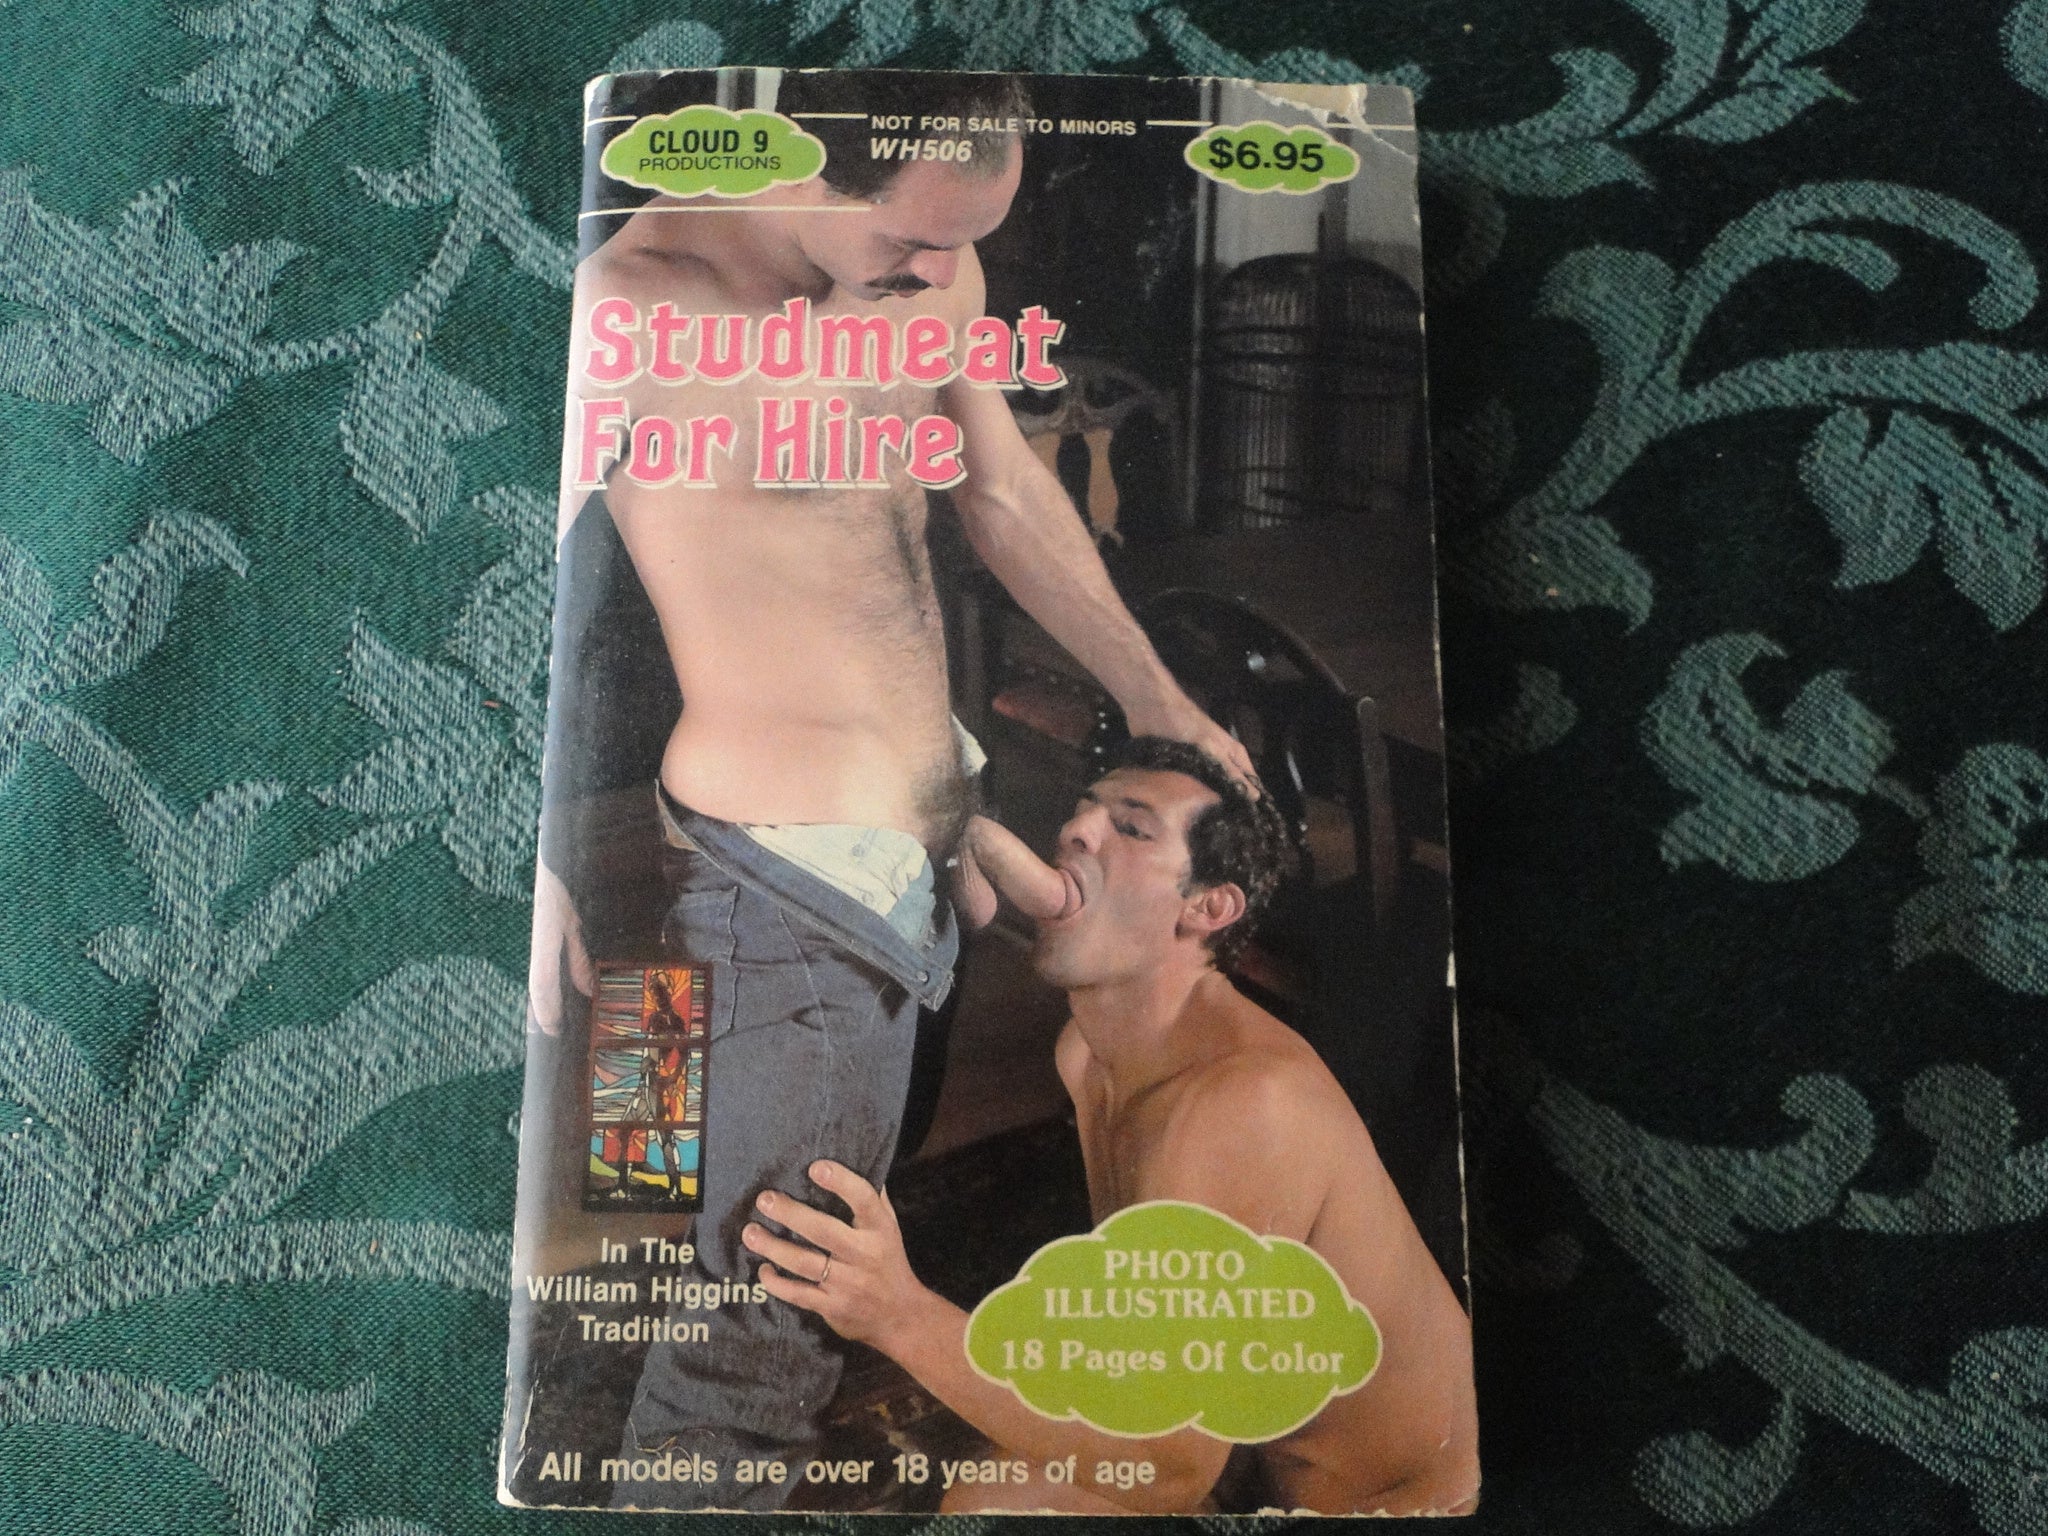 CLOUD 9
PRODUCTIONS
NOT FOR SALE TO MINORS
WH506
$6.95
Studmeat
For Hire
In The
William Higgins
Tradition
PHOTO
ILLUSTRATED
18 Pages Of Color
All models are over 18 years of age